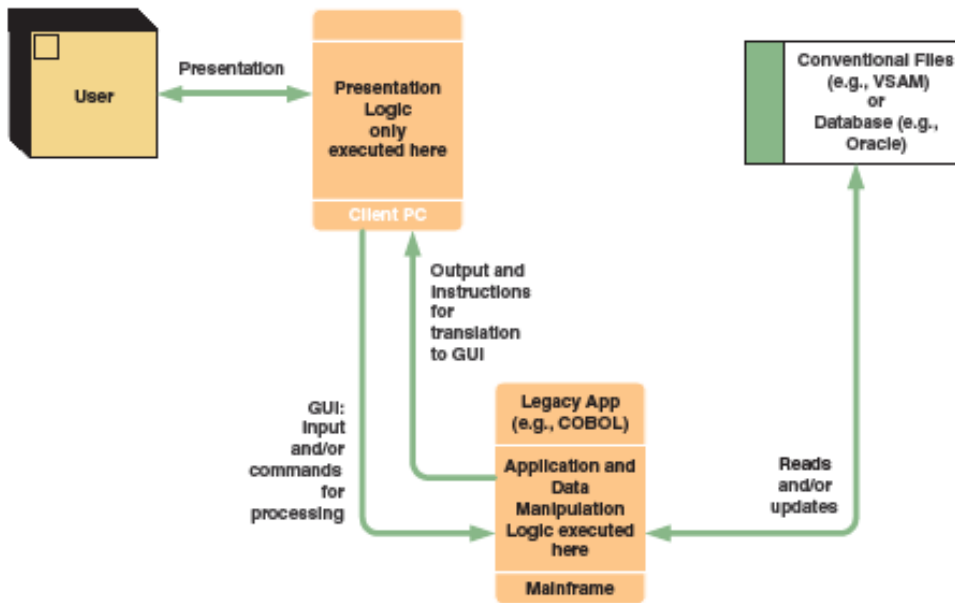 User
Presentation
Presentation
Logic
only
executed here
Client PC
Conventional Files
(e.g., VSAM)
or
Database (e.g.,
Oracle)
Output and
Instructions
for
translation
to GUI
GUI:
Input
and/or
commands
for
processing
Legacy App
(e.g., COBOL)
Application and
Data
Manipulation
Logic executed
here
Mainframe
Reads
and/or
updates